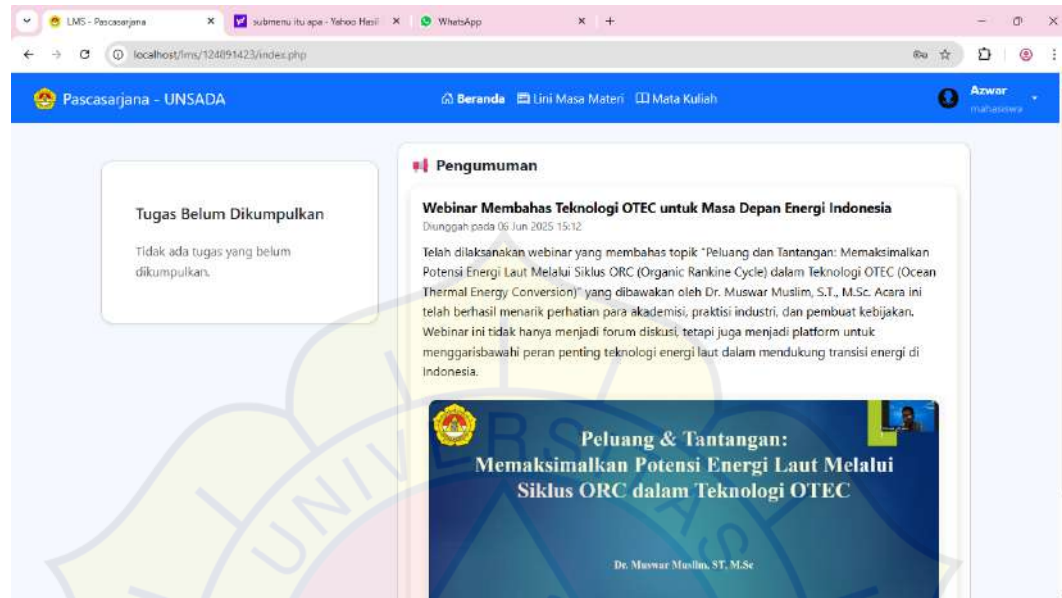 LMS - Pascasarjana
submenu itu apa - Yahoo Hasil
WhatsApp
localhost/lms/124891423/index.php
Pascasarjana - UNSADA
Beranda
Lini Masa Materi
Mata Kuliah
Azwar
mahasiswa
Tugas Belum Dikumpulkan
Tidak ada tugas yang belum
dikumpulkan.
Pengumuman
Webinar Membahas Teknologi OTEC untuk Masa Depan Energi Indonesia
Diunggah pada 06 Jun 2025 15:12
Telah dilaksanakan webinar yang membahas topik "Peluang dan Tantangan: Memaksimalkan
Potensi Energi Laut Melalui Siklus ORC (Organic Rankine Cycle) dalam Teknologi OTEC (Ocean
Thermal Energy Conversion)" yang dibawakan oleh Dr. Muswar Muslim, S.T., M.Sc. Acara ini
telah berhasil menarik perhatian para akademisi, praktisi industri, dan pembuat kebijakan.
Webinar ini tidak hanya menjadi forum diskusi, tetapi juga menjadi platform untuk
menggarisbawahi peran penting teknologi energi laut dalam mendukung transisi energi di
Indonesia.
Peluang & Tantangan:
Memaksimalkan Potensi Energi Laut Melalui
Siklus ORC dalam Teknologi OTEC
Dr. Muswar Muslim, ST, M.Sc
UNIVERSITAS